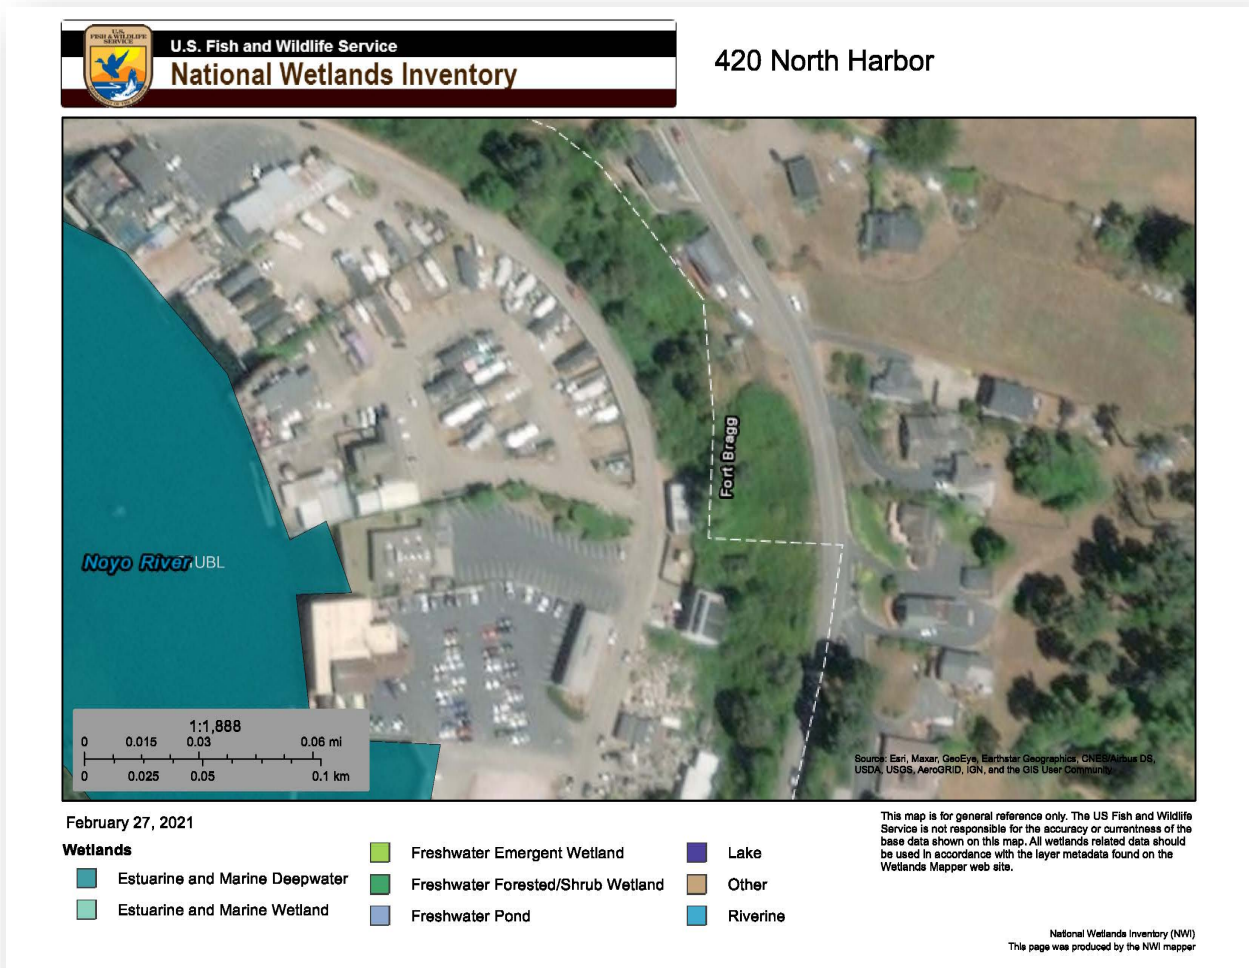 U.S.
FISH & WILDLIFE
SERVICE
U.S. Fish and Wildlife Service
National Wetlands Inventory
420 North Harbor
Fort Bragg
Noyo River UBL
1:1,888
0 0.015 0.03 0.06 mi
0 0.025 0.05 0.1 km
Source: Esri, Maxar, GeoEye, Earthstar Geographics, CNES/Airbus DS,
USDA, USGS, AeroGRID, IGN, and the GIS User Community
February 27, 2021
Wetlands
Estuarine and Marine Deepwater
Estuarine and Marine Wetland
Freshwater Emergent Wetland
Freshwater Forested/Shrub Wetland
Freshwater Pond
Lake
Other
Riverine
This map is for general reference only. The US Fish and Wildlife
Service is not responsible for the accuracy or currentness of the
base data shown on this map. All wetlands related data should
be used in accordance with the layer metadata found on the
Wetlands Mapper web site.
National Wetlands Inventory (NWI)
This page was produced by the NWI mapper